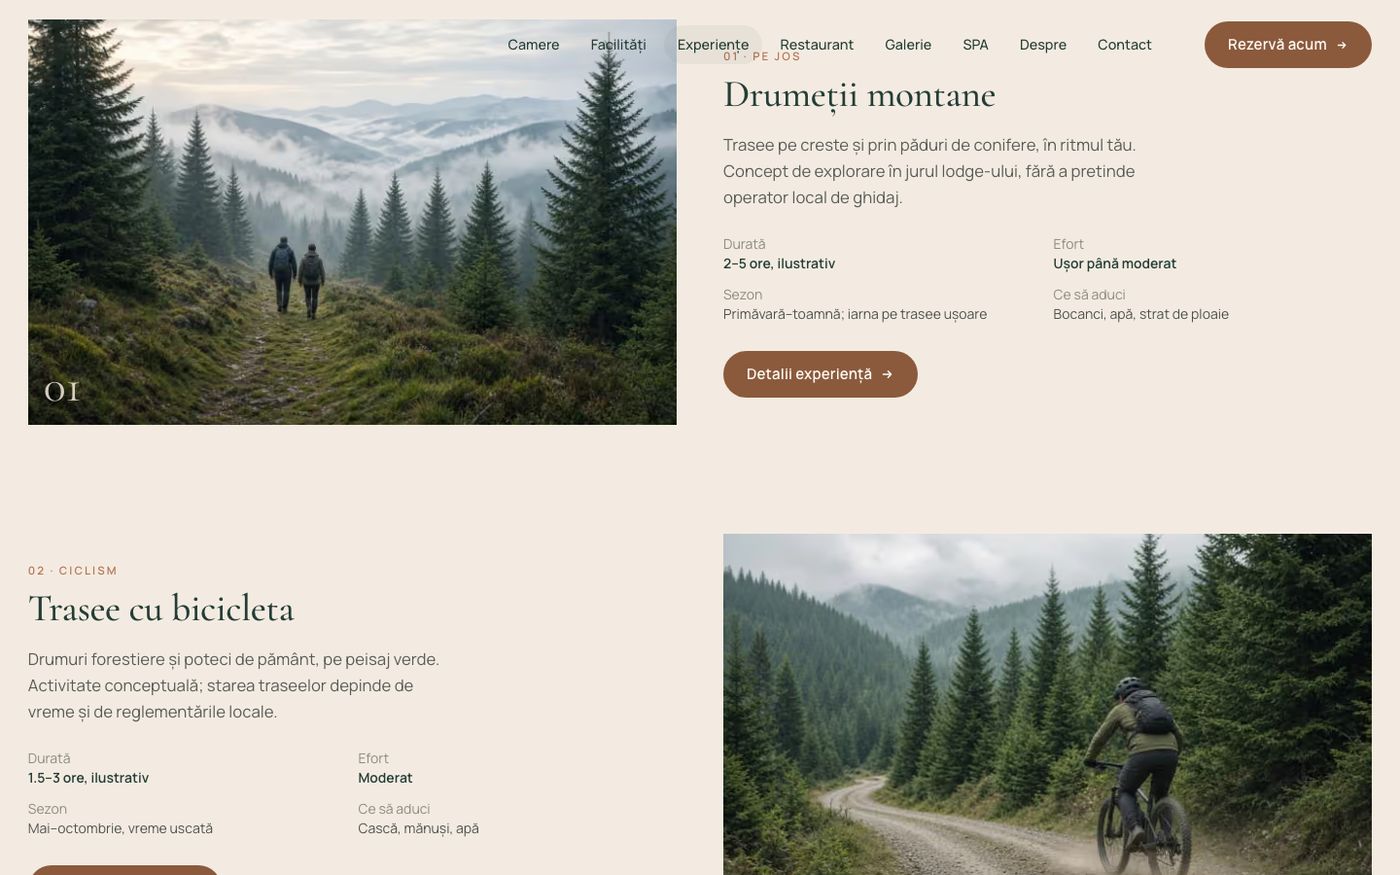 Camere Facilități Experiențe Restaurant Galerie SPA Despre Contact Rezervă acum →
01 · PE JOS
Drumeții montane
Trasee pe creste și prin păduri de conifere, în ritmul tău.
Concept de explorare în jurul lodge-ului, fără a pretinde
operator local de ghidaj.
Durată Efort
2–5 ore, ilustrativ Ușor până moderat
Sezon Ce să aduci
Primăvară–toamnă; iarna pe trasee ușoare Bocanci, apă, strat de ploaie
Detalii experiență →
01
02 · CICLISM
Trasee cu bicicleta
Drumuri forestiere și poteci de pământ, pe peisaj verde.
Activitate conceptuală; starea traseelor depinde de
vreme și de reglementările locale.
Durată Efort
1.5–3 ore, ilustrativ Moderat
Sezon Ce să aduci
Mai–octombrie, vreme uscată Cască, mănuși, apă